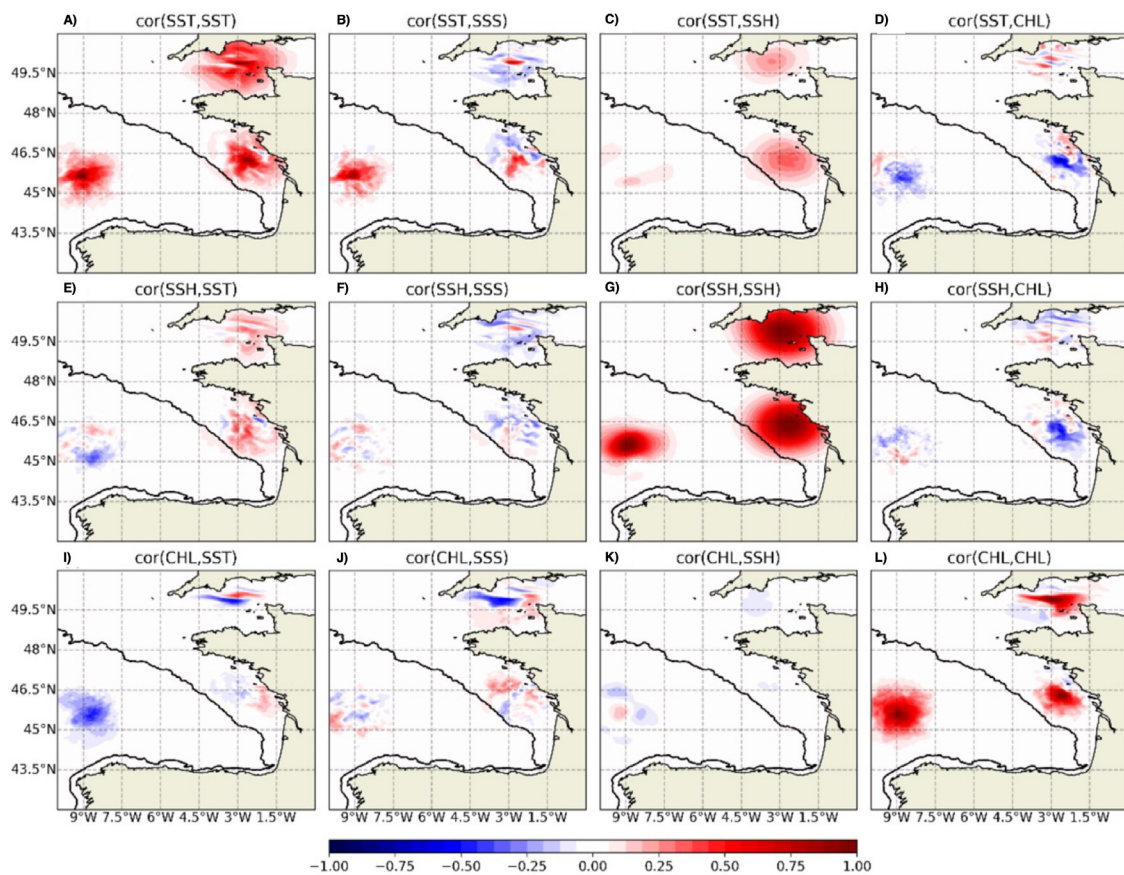 A) B) C) D)
cor(SST,SST) cor(SST,SSS) cor(SST,SSH) cor(SST,CHL)
49.5°N
48°N
46.5°N
45°N
43.5°N
E) F) G) H)
cor(SSH,SST) cor(SSH,SSS) cor(SSH,SSH) cor(SSH,CHL)
49.5°N
48°N
46.5°N
45°N
43.5°N
I) J) K) L)
cor(CHL,SST) cor(CHL,SSS) cor(CHL,SSH) cor(CHL,CHL)
49.5°N
48°N
46.5°N
45°N
43.5°N
9°W 7.5°W 6°W 4.5°W 3°W 1.5°W 9°W 7.5°W 6°W 4.5°W 3°W 1.5°W 9°W 7.5°W 6°W 4.5°W 3°W 1.5°W 9°W 7.5°W 6°W 4.5°W 3°W 1.5°W
−1.00 −0.75 −0.50 −0.25 0.00 0.25 0.50 0.75 1.00